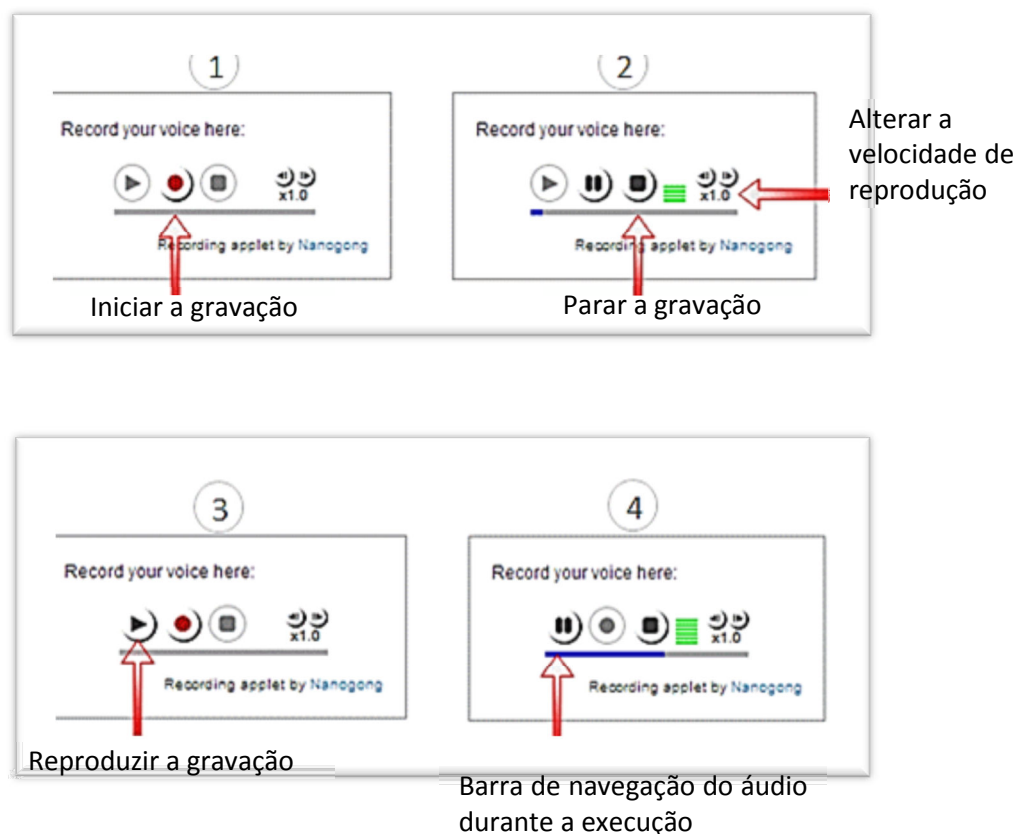 1
Record your voice here:
x1.0
Recording applet by Nanogong
Iniciar a gravação
2
Record your voice here:
x1.0
Recording applet by Nanogong
Parar a gravação
Alterar a
velocidade de
reprodução
3
Record your voice here:
x1.0
Recording applet by Nanogong
Reproduzir a gravação
4
Record your voice here:
x1.0
Recording applet by Nanogong
Barra de navegação do áudio
durante a execução